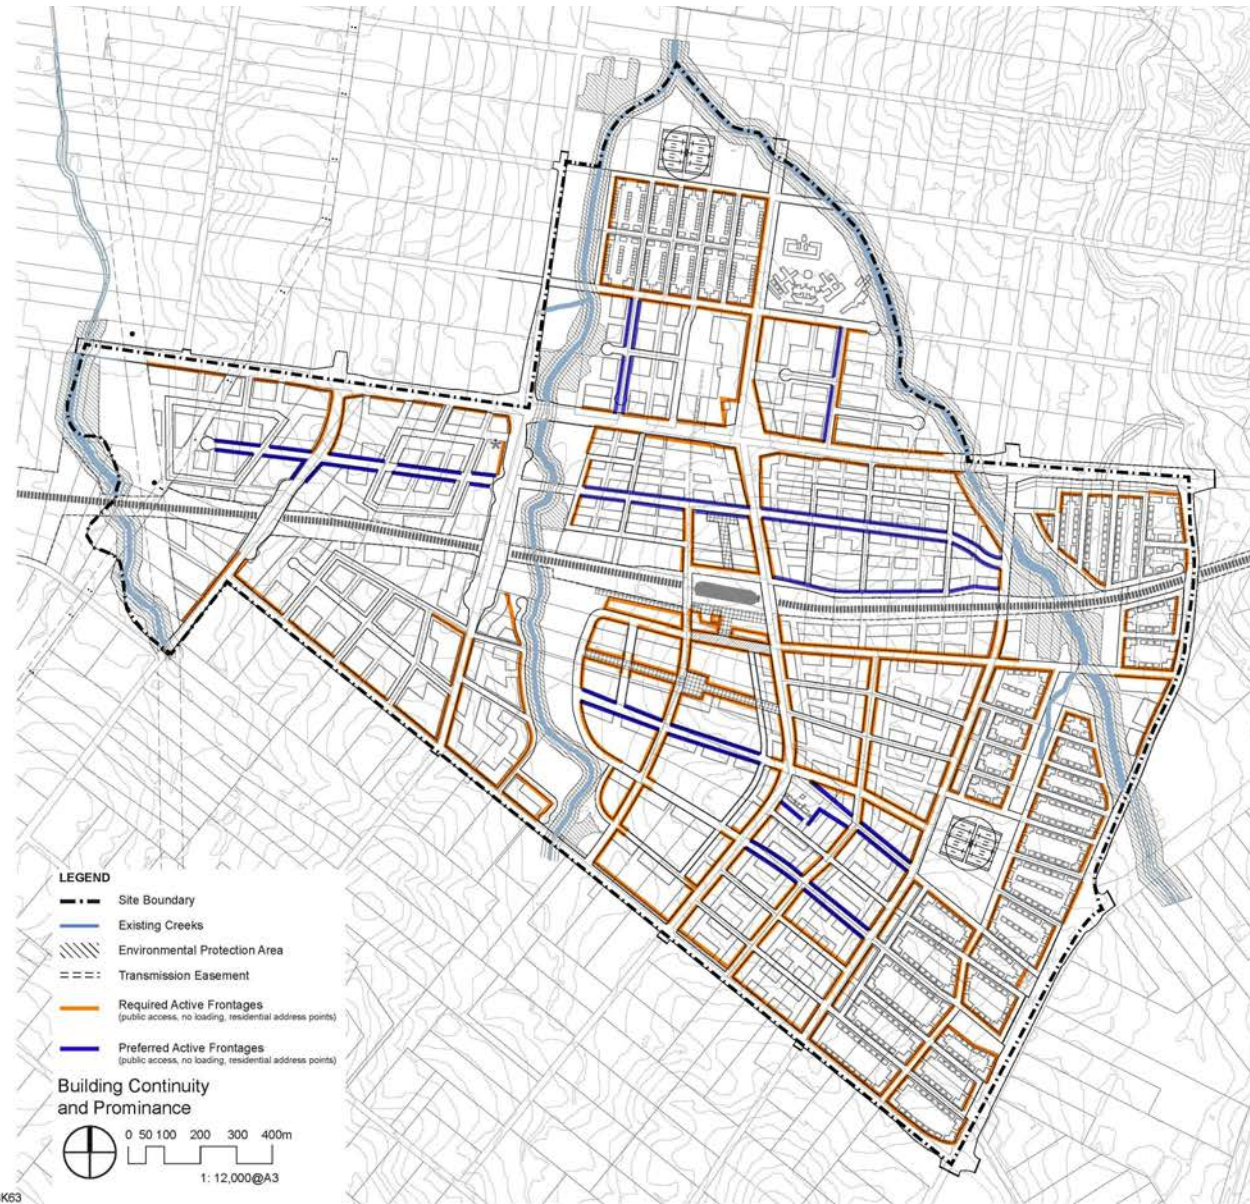 LEGEND
Site Boundary
Existing Creeks
Environmental Protection Area
Transmission Easement
Required Active Frontages
(public access, no loading, residential address points)
Preferred Active Frontages
(public access, no loading, residential address points)
Building Continuity
and Prominance
0 50 100 200 300 400m
1: 12,000@A3
K63